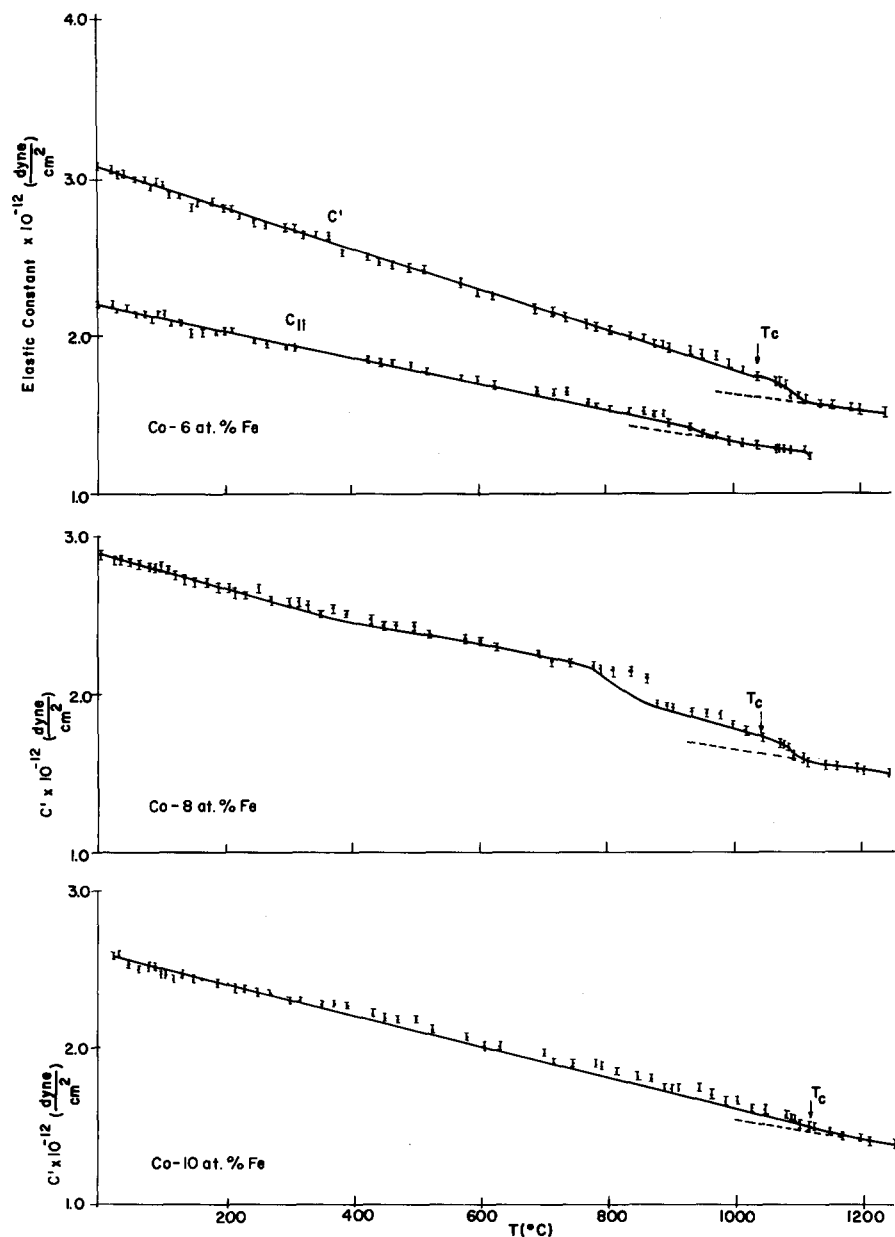 4.0
3.0
2.0
1.0
Elastic Constant x 10^-12 (dyne/cm^2)
C'
C11
Tc
Co-6 at. % Fe
3.0
2.0
1.0
C' x 10^-12 (dyne/cm^2)
Tc
Co-8 at. % Fe
3.0
2.0
1.0
C' x 10^-12 (dyne/cm^2)
Tc
Co-10 at. % Fe
200 400 600 800 1000 1200
T(°C)